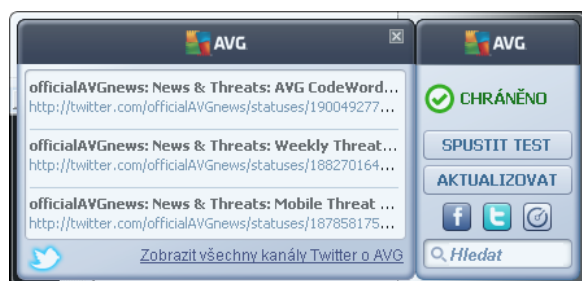 AVG
officialAVGnews: News & Threats: AVG CodeWord...
http://twitter.com/officialAVGnews/statuses/190049277...
officialAVGnews: News & Threats: Weekly Threat...
http://twitter.com/officialAVGnews/statuses/188270164...
officialAVGnews: News & Threats: Mobile Threat ...
http://twitter.com/officialAVGnews/statuses/187858175...
Zobrazit všechny kanály Twitter o AVG
AVG
CHRÁNĚNO
SPUSTIT TEST
AKTUALIZOVAT
Hledat